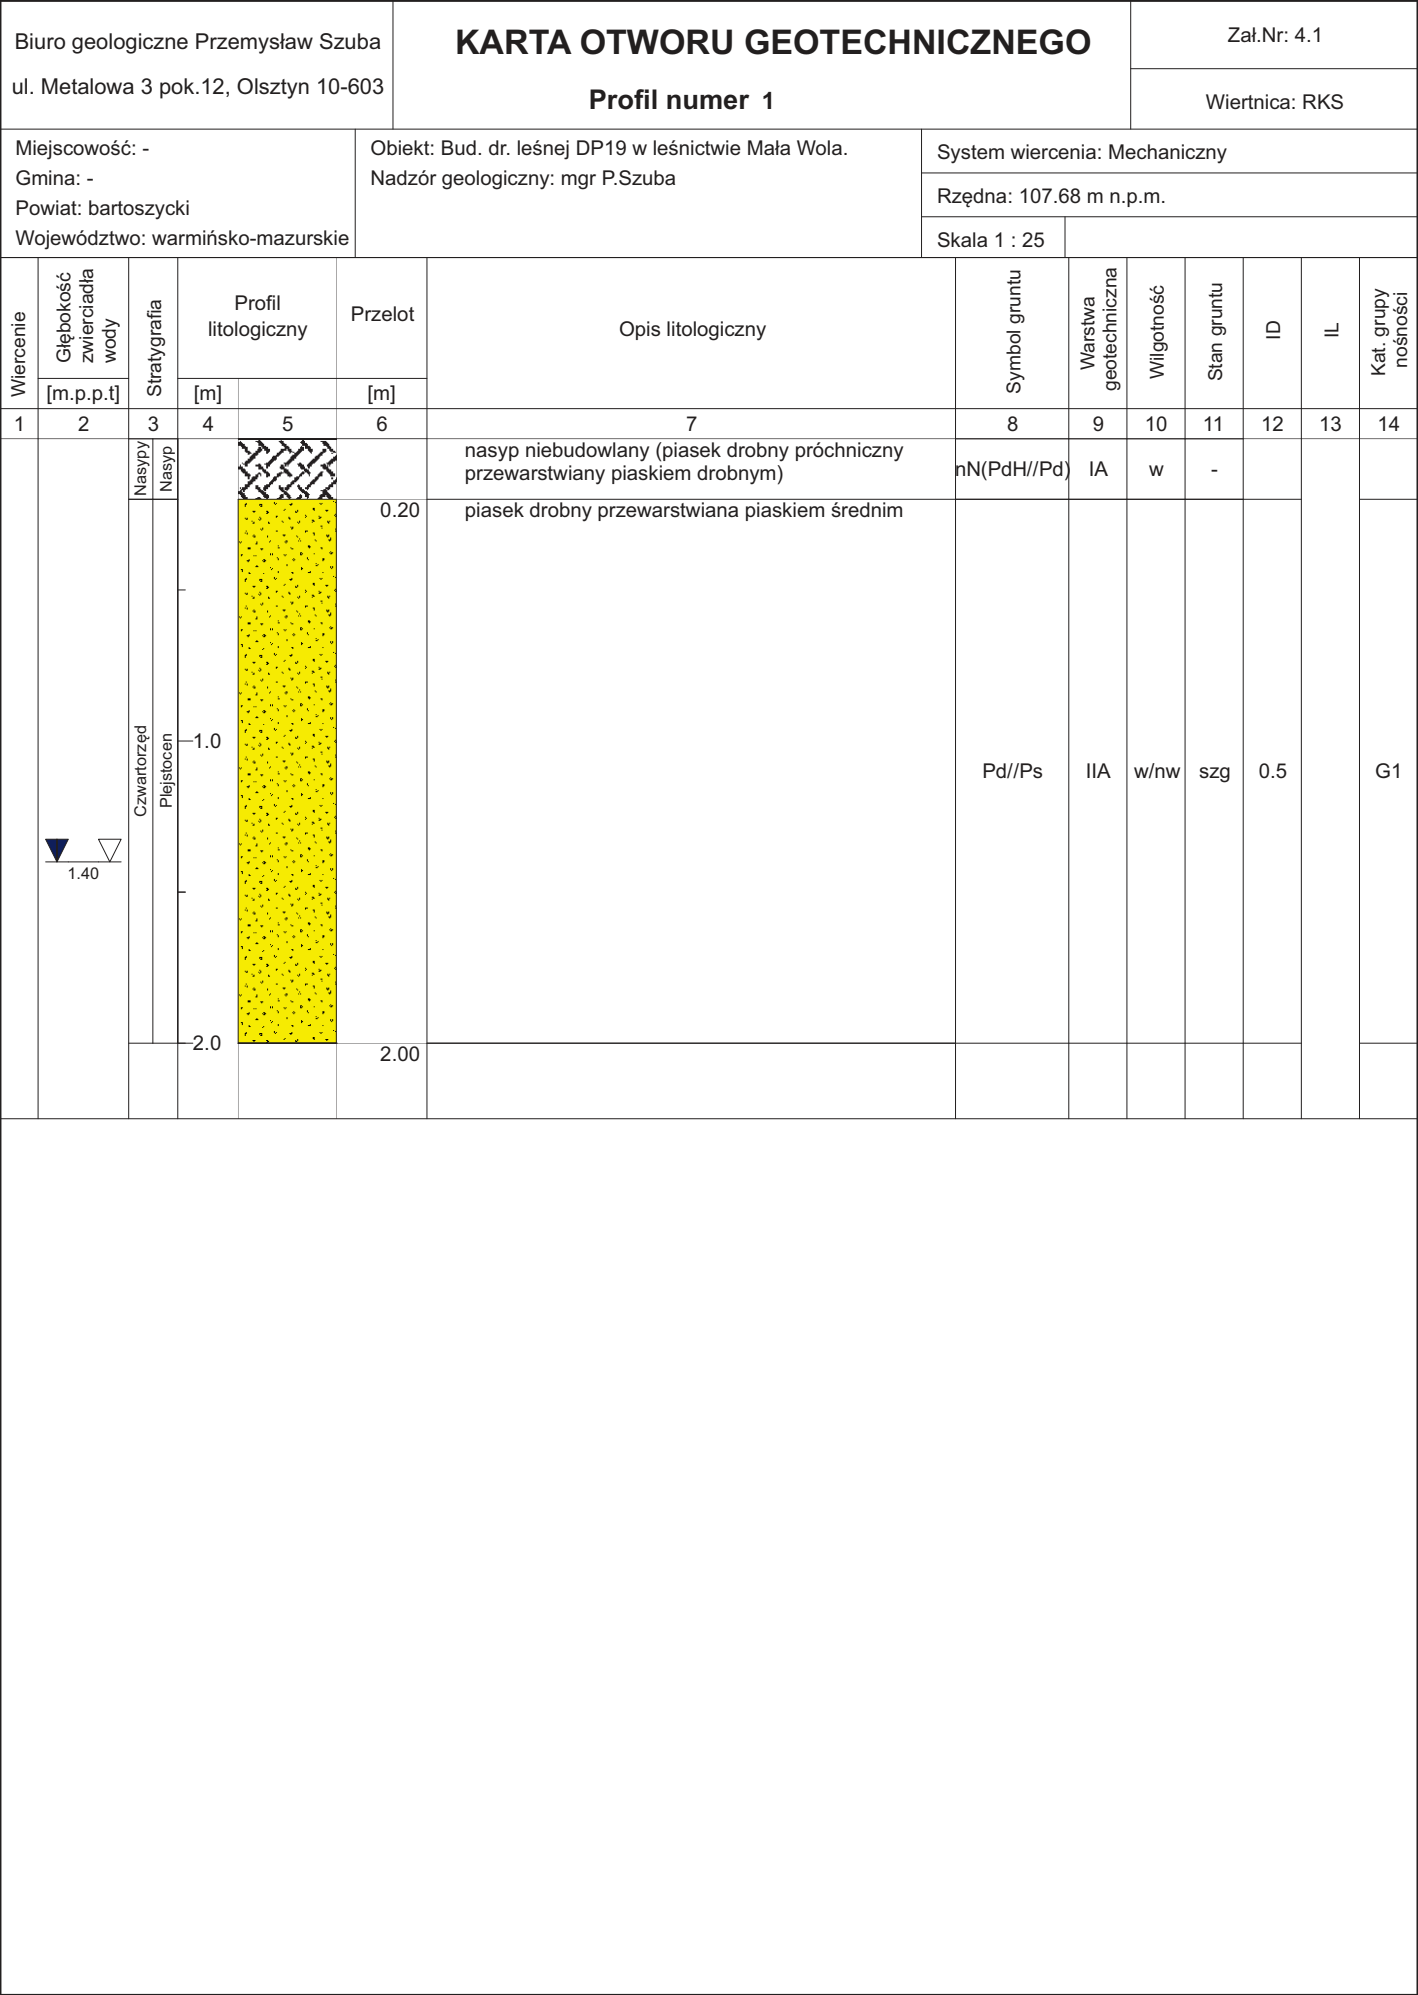 Biuro geologiczne Przemysław Szuba
ul. Metalowa 3 pok.12, Olsztyn 10-603
KARTA OTWORU GEOTECHNICZNEGO
Profil numer 1
Zał.Nr: 4.1
Wiertnica: RKS
Miejscowość: -
Gmina: -
Powiat: bartoszycki
Województwo: warmińsko-mazurskie
Obiekt: Bud. dr. leśnej DP19 w leśnictwie Mała Wola.
Nadzór geologiczny: mgr P.Szuba
System wiercenia: Mechaniczny
Rzędna: 107.68 m n.p.m.
Skala 1 : 25
Wiercenie
Głębokość
zwierciadła
wody
[m.p.p.t]
Stratygrafia
Profil
litologiczny
[m]
Przelot
[m]
Opis litologiczny
Symbol gruntu
Warstwa
geotechniczna
Wilgotność
Stan gruntu
ID
IL
Kat. grupy
nośności
1 2 3 4 5 6 7 8 9 10 11 12 13 14
Nasypy
Nasyp
nasyp niebudowlany (piasek drobny próchniczny
przewarstwiany piaskiem drobnym)
nN(PdH//Pd) IA w -
0.20
piasek drobny przewarstwiana piaskiem średnim
Czwartorzęd
Plejstocen
1.0
Pd//Ps IIA w/nw szg 0.5 G1
1.40
2.0
2.00